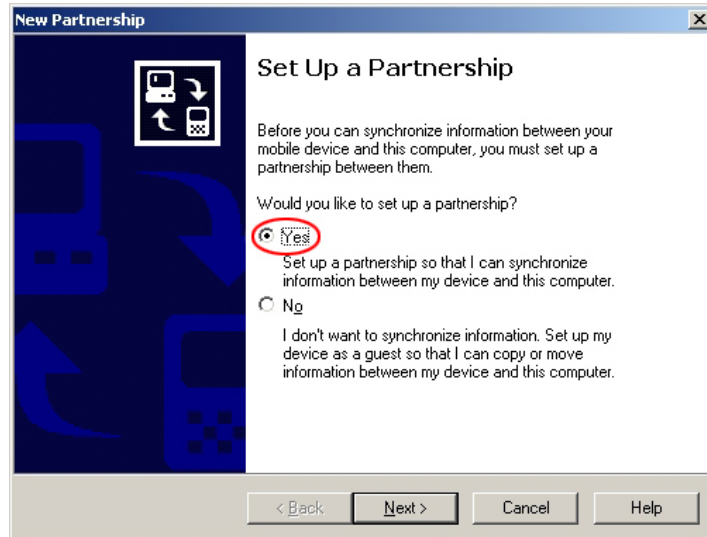 New Partnership
Set Up a Partnership
Before you can synchronize information between your
mobile device and this computer, you must set up a
partnership between them.
Would you like to set up a partnership?
Yes
Set up a partnership so that I can synchronize
information between my device and this computer.
No
I don't want to synchronize information. Set up my
device as a guest so that I can copy or move
information between my device and this computer.
< Back
Next >
Cancel
Help